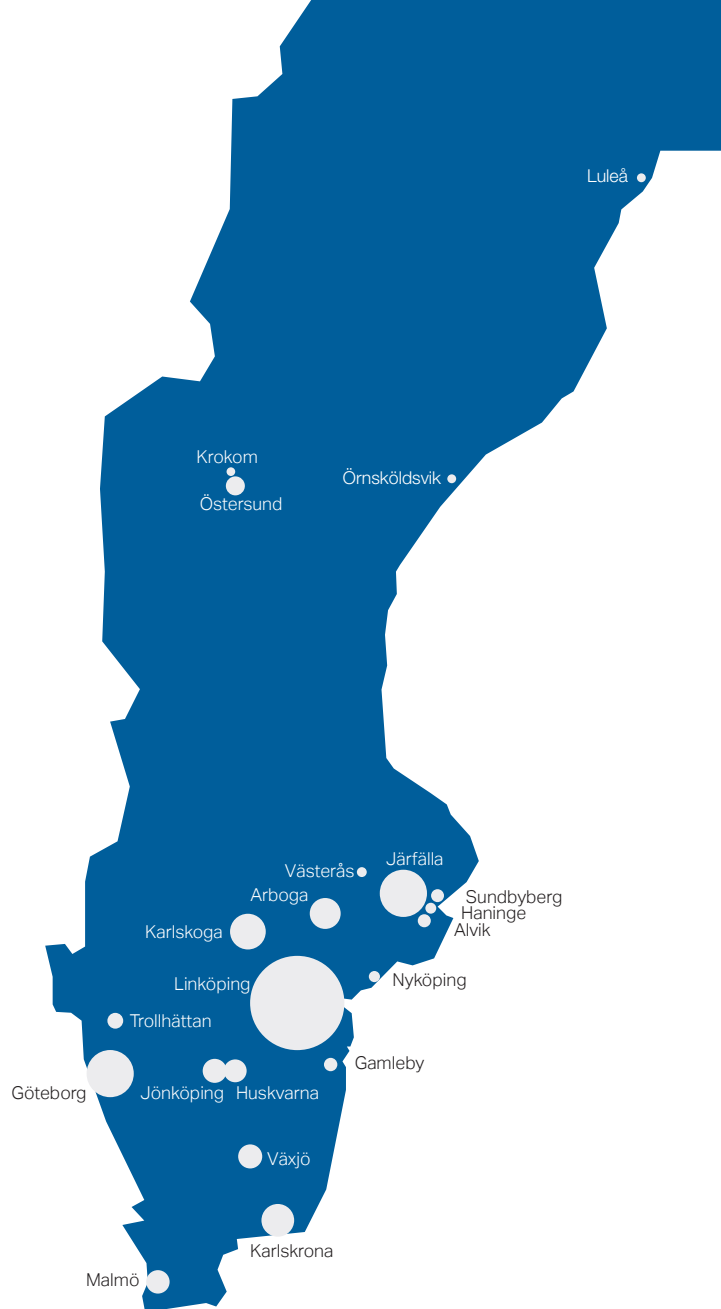 Luleå
Krokom
Örnsköldsvik
Östersund
Järfälla
Västerås
Arboga
Sundbyberg
Haninge
Alvik
Karlskoga
Linköping
Nyköping
Trollhättan
Gamleby
Göteborg
Jönköping
Huskvarna
Växjö
Karlskrona
Malmö